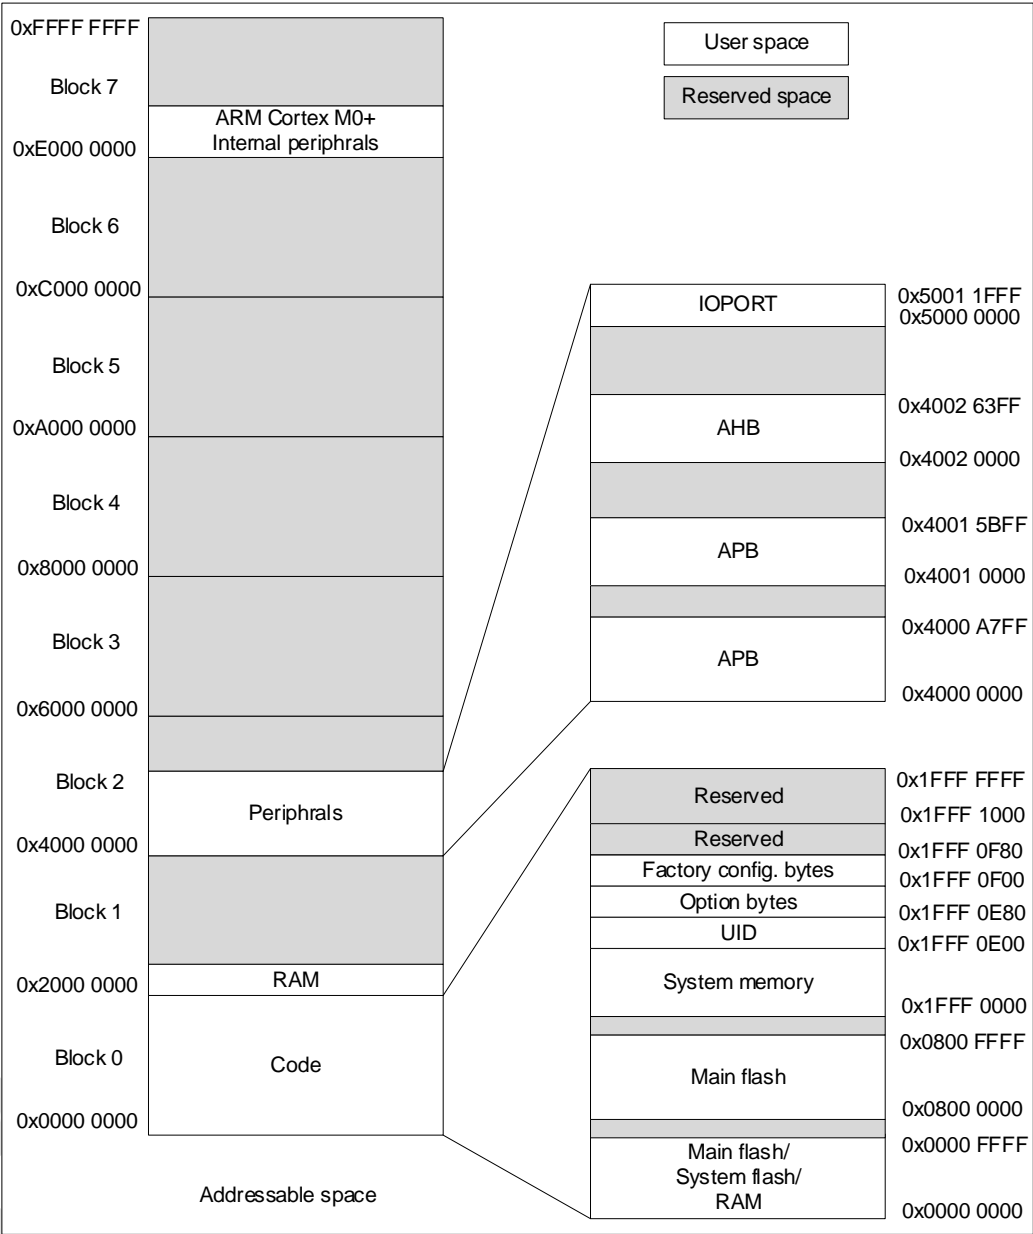 0xFFFF FFFF
Block 7
ARM Cortex M0+
Internal periphrals
0xE000 0000
Block 6
0xC000 0000
Block 5
0xA000 0000
Block 4
0x8000 0000
Block 3
0x6000 0000
Block 2
Periphrals
0x4000 0000
Block 1
0x2000 0000
RAM
Block 0
Code
0x0000 0000
Addressable space
User space
Reserved space
IOPORT
0x5001 1FFF
0x5000 0000
0x4002 63FF
AHB
0x4002 0000
0x4001 5BFF
APB
0x4001 0000
0x4000 A7FF
APB
0x4000 0000
0x1FFF FFFF
Reserved
0x1FFF 1000
Reserved
0x1FFF 0F80
Factory config. bytes
0x1FFF 0F00
Option bytes
0x1FFF 0E80
UID
0x1FFF 0E00
System memory
0x1FFF 0000
0x0800 FFFF
Main flash
0x0800 0000
0x0000 FFFF
Main flash/
System flash/
RAM
0x0000 0000